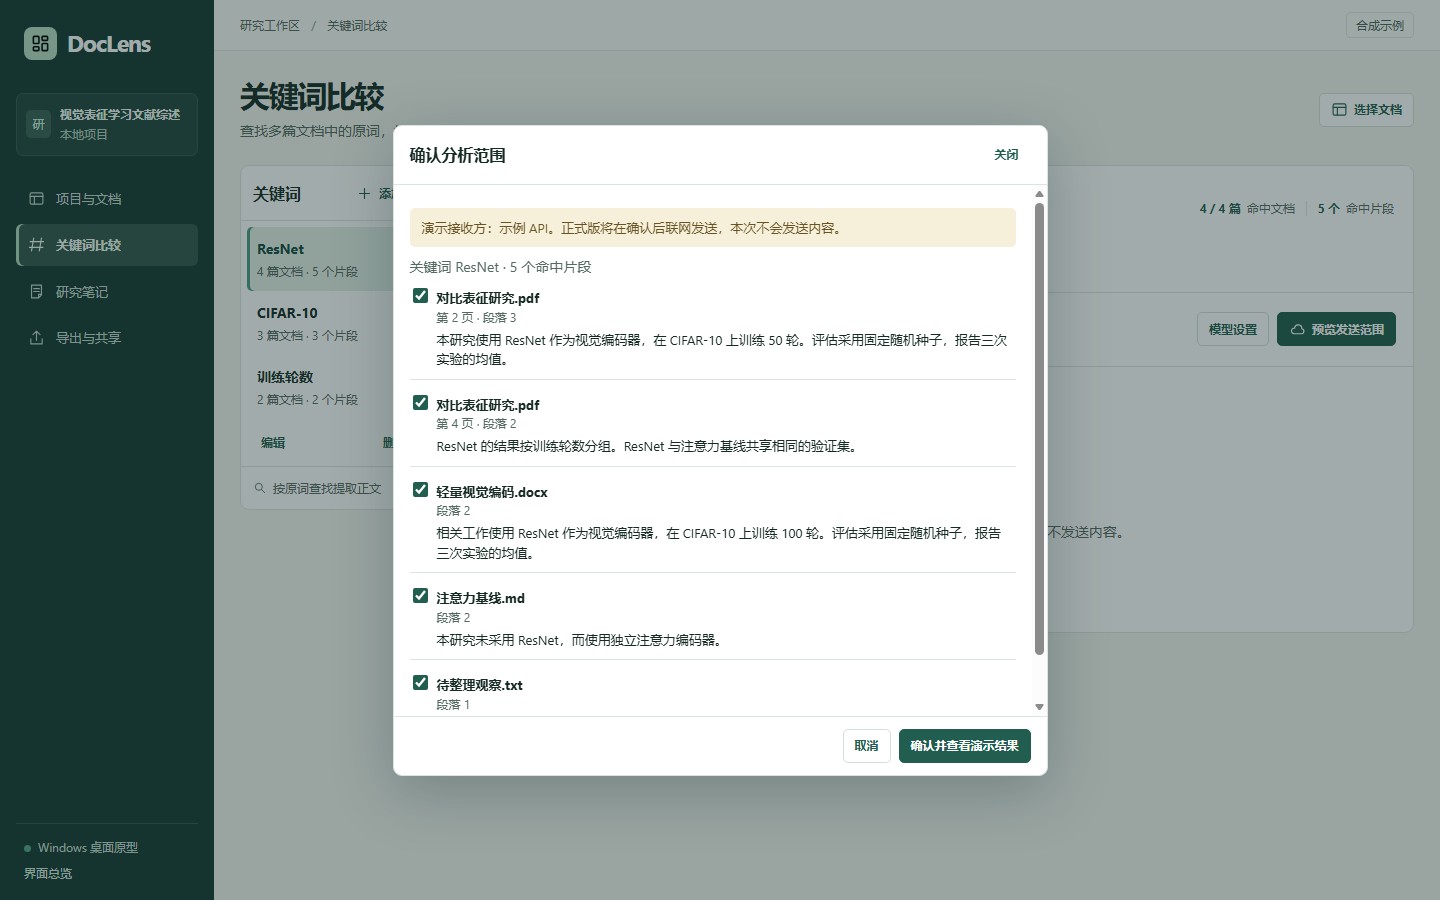 DocLens
研
视觉表征学习文献综述
本地项目
项目与文档
关键词比较
研究笔记
导出与共享
Windows 桌面原型
界面总览
研究工作区 / 关键词比较
合成示例
关键词比较
查找多篇文档中的原词，
选择文档
关键词
添
ResNet
4 篇文档 · 5 个片段
CIFAR-10
3 篇文档 · 3 个片段
训练轮数
2 篇文档 · 2 个片段
编辑
按原词查找提取正文
4 / 4 篇 命中文档
5 个 命中片段
模型设置
预览发送范围
不发送内容。
确认分析范围
关闭
演示接收方：示例 API。正式版将在确认后联网发送，本次不会发送内容。
关键词 ResNet · 5 个命中片段
对比表征研究.pdf
第 2 页 · 段落 3
本研究使用 ResNet 作为视觉编码器，在 CIFAR-10 上训练 50 轮。评估采用固定随机种子，报告三次
实验的均值。
对比表征研究.pdf
第 4 页 · 段落 2
ResNet 的结果按训练轮数分组。ResNet 与注意力基线共享相同的验证集。
轻量视觉编码.docx
段落 2
相关工作使用 ResNet 作为视觉编码器，在 CIFAR-10 上训练 100 轮。评估采用固定随机种子，报告
三次实验的均值。
注意力基线.md
段落 2
本研究未采用 ResNet，而使用独立注意力编码器。
待整理观察.txt
段落 1
取消
确认并查看演示结果